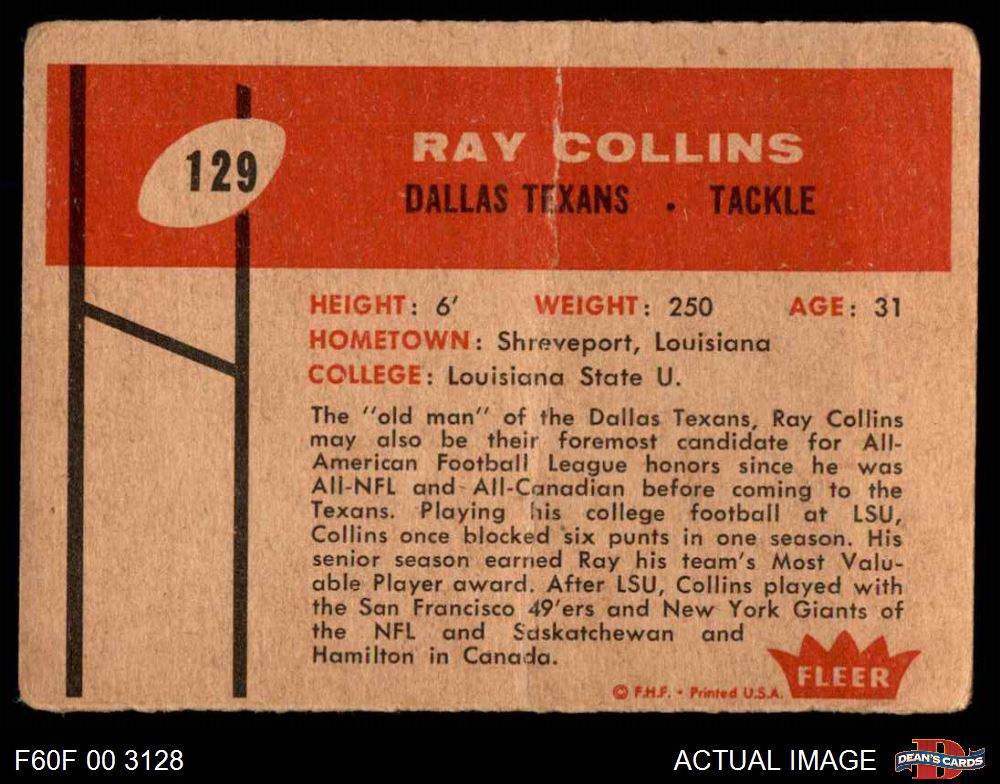 129
RAY COLLINS
DALLAS TEXANS . TACKLE
HEIGHT: 6' WEIGHT: 250 AGE: 31
HOMETOWN: Shreveport, Louisiana
COLLEGE: Louisiana State U.
The "old man" of the Dallas Texans, Ray Collins
may also be their foremost candidate for All-
American Football League honors since he was
All-NFL and All-Canadian before coming to the
Texans. Playing his college football at LSU,
Collins once blocked six punts in one season. His
senior season earned Ray his team's Most Valu-
able Player award. After LSU, Collins played with
the San Francisco 49'ers and New York Giants of
the NFL and Saskatchewan and
Hamilton in Canada.
FLEER
© F.H.F. • Printed U.S.A.
F60F 00 3128
ACTUAL IMAGE
D
DEAN'S CARDS